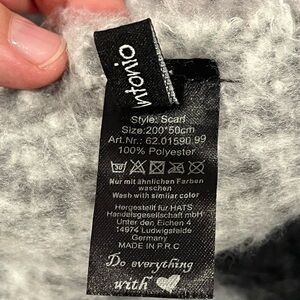 ntonio
Style: Scarf
Size:200*50cm
Art.Nr.: 62.01590.99
100% Polyester
Nur mit ähnlichen Farben
waschen
Wash with similar color
Hergestellt für HATS
Handelsgesellschaft mbH
Unter den Eichen 4
14974 Ludwigsfelde
Germany
MADE IN P.R.C
Do everything
with